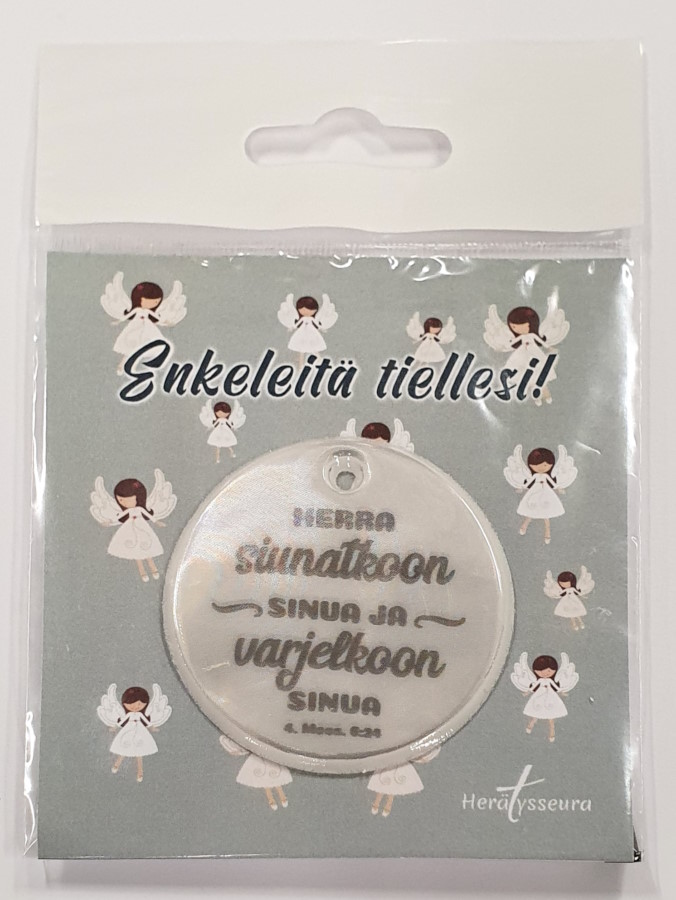 Enkeleitä tiellesi!
HERRA
siunatkoon
SINUA JA
varjelkoon
SINUA
4. Moos. 6:24
Herätysseura